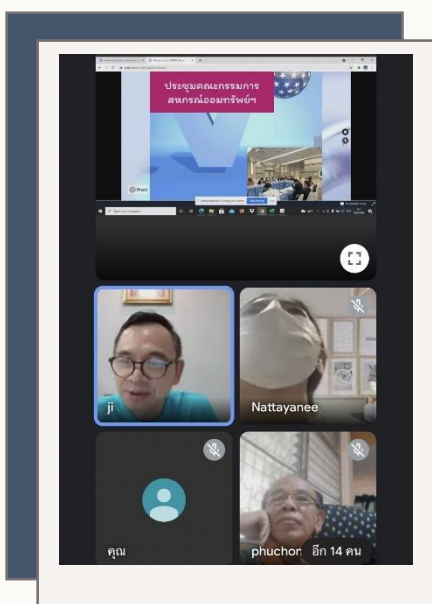 ประชุมคณะกรรมการ
สหกรณ์ออมทรัพย์ฯ
ji
Nattayanee
คุณ
phuchor
อีก 14 คน